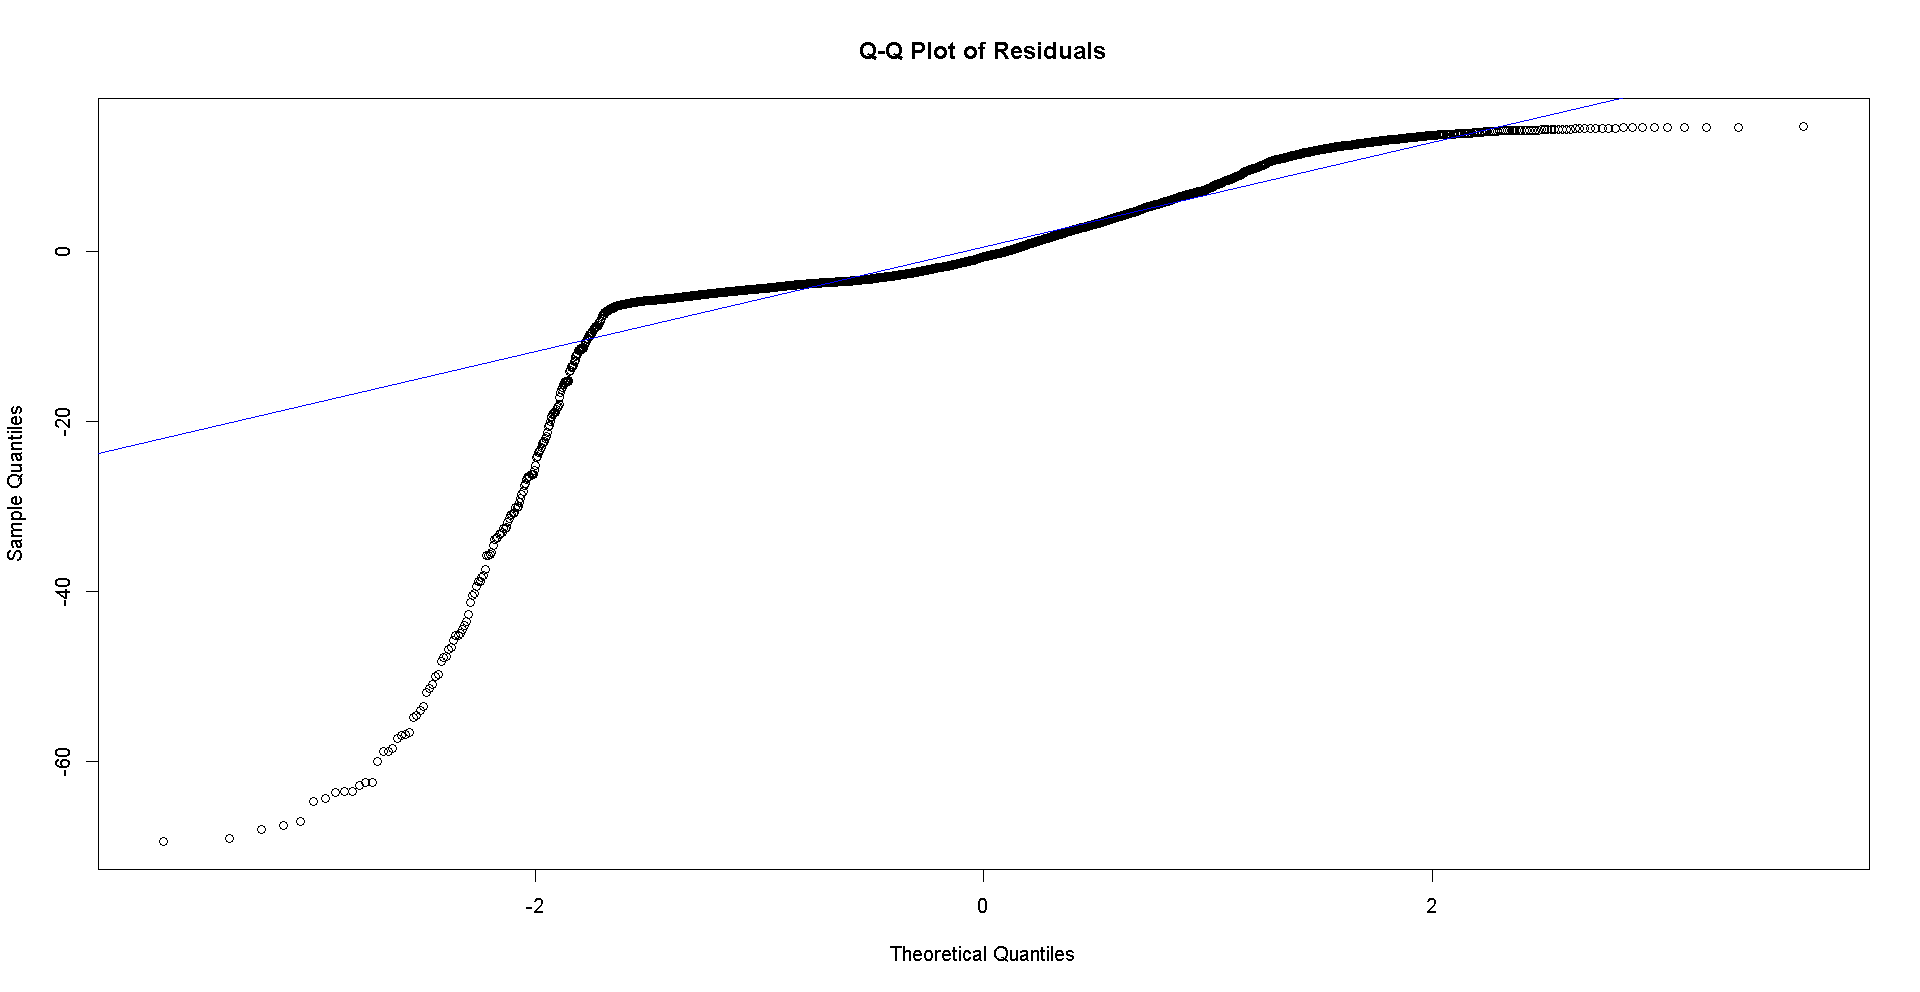 Q-Q Plot of Residuals
Sample Quantiles
0
-20
-40
-60
-2
0
2
Theoretical Quantiles